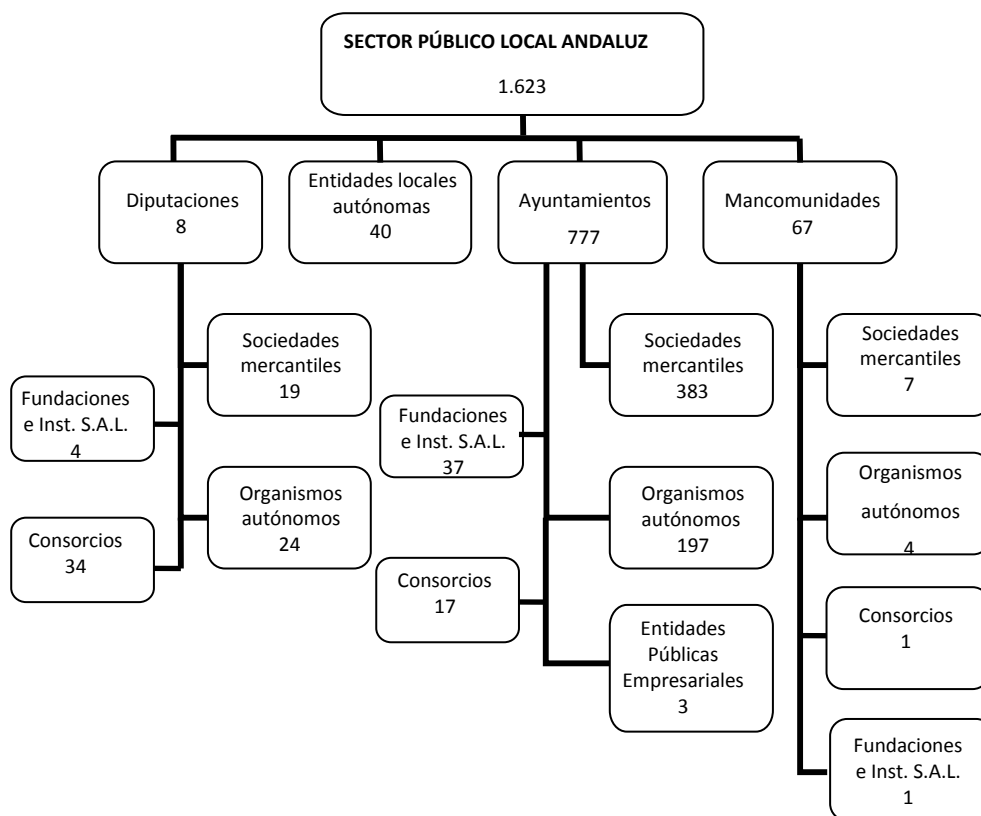 SECTOR PÚBLICO LOCAL ANDALUZ
1.623
Diputaciones
8
Entidades locales
autónomas
40
Ayuntamientos
777
Mancomunidades
67
Sociedades
mercantiles
19
Fundaciones
e Inst. S.A.L.
4
Organismos
autónomos
24
Consorcios
34
Sociedades
mercantiles
383
Fundaciones
e Inst. S.A.L.
37
Organismos
autónomos
197
Consorcios
17
Entidades
Públicas
Empresariales
3
Sociedades
mercantiles
7
Organismos
autónomos
4
Consorcios
1
Fundaciones
e Inst. S.A.L.
1